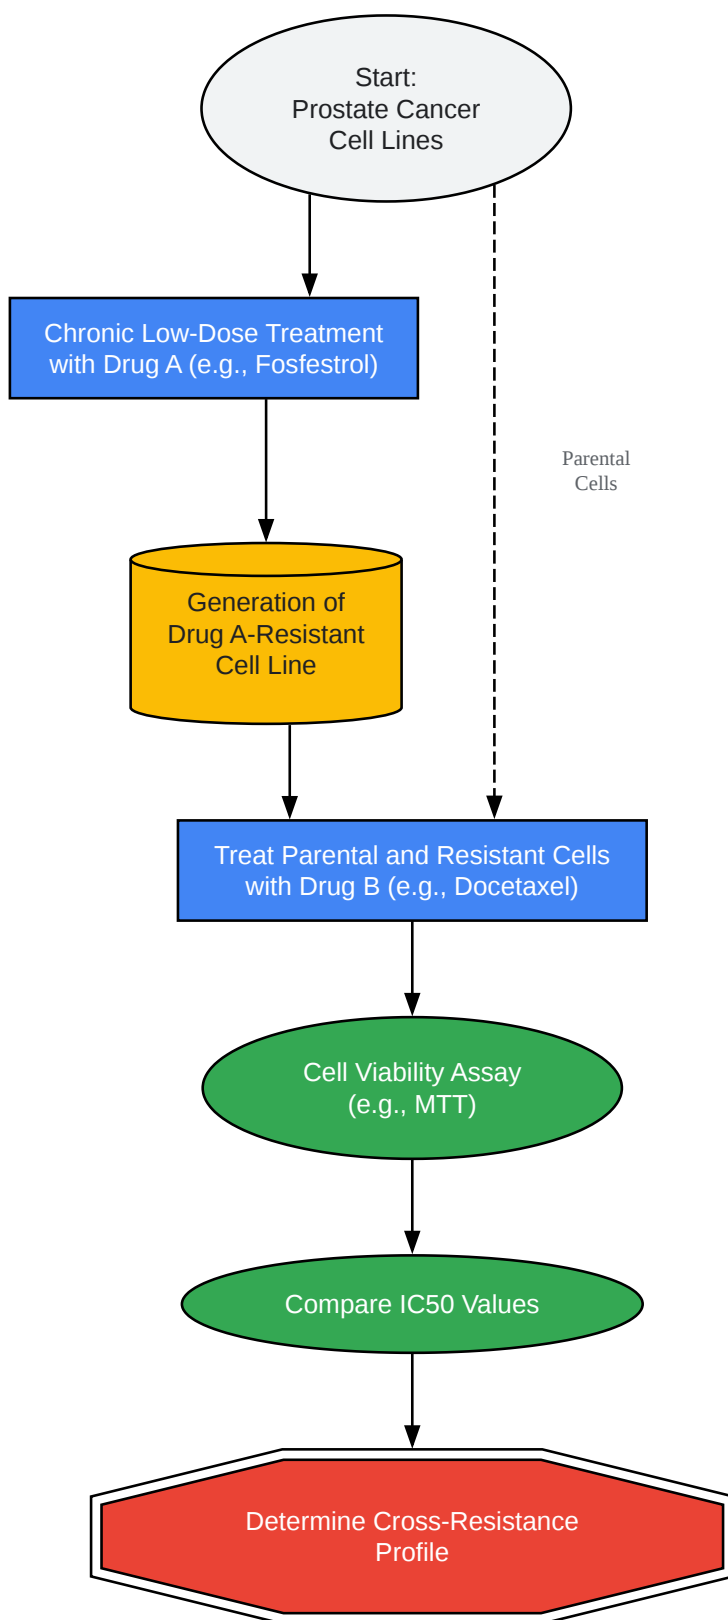 Start:
Prostate Cancer
Cell Lines
Chronic Low-Dose Treatment
with Drug A (e.g., Fosfestrol)
Parental
Cells
Generation of
Drug A-Resistant
Cell Line
Treat Parental and Resistant Cells
with Drug B (e.g., Docetaxel)
Cell Viability Assay
(e.g., MTT)
Compare IC50 Values
Determine Cross-Resistance
Profile